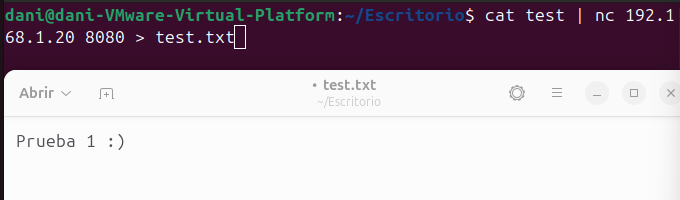 dani@dani-VMware-Virtual-Platform:~/Escritorio$ cat test | nc 192.1
68.1.20 8080 > test.txt
Abrir
• test.txt
~/Escritorio
Prueba 1 :)